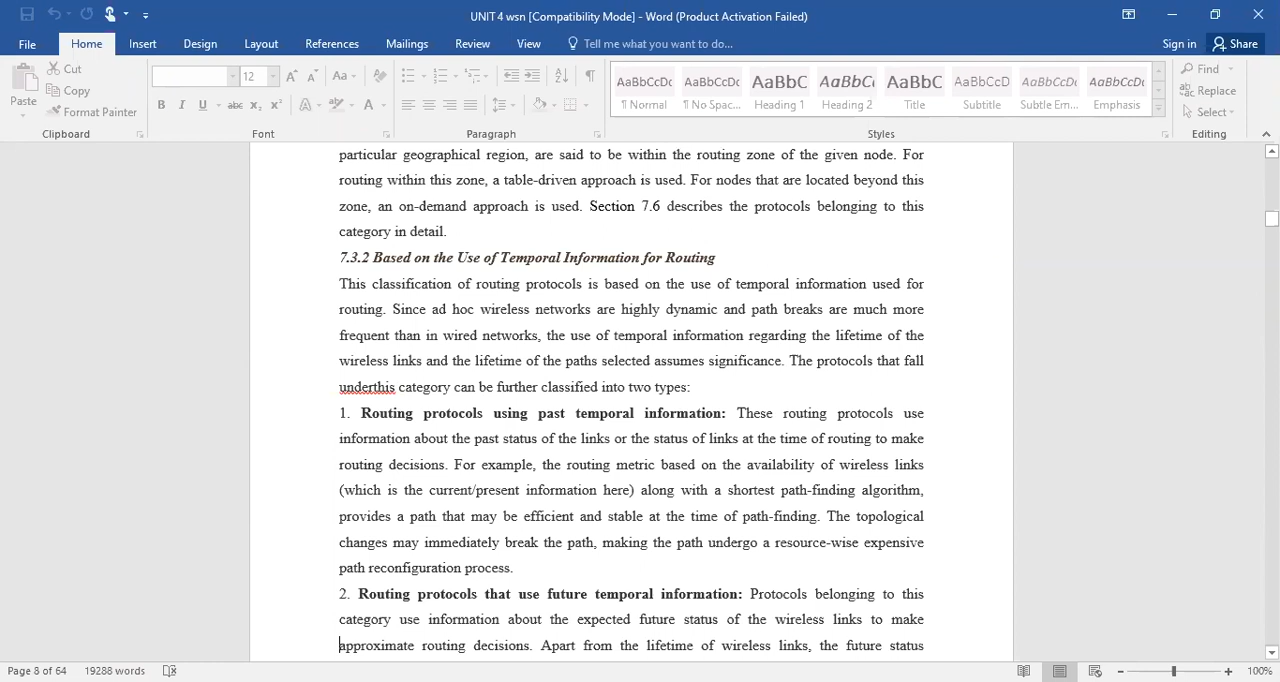 UNIT 4 wsn [Compatibility Mode] - Word (Product Activation Failed)
File Home Insert Design Layout References Mailings Review View Tell me what you want to do... Sign in Share
Paste
Cut
Copy
Format Painter
Clipboard
12
Aa
B I U abc x₂ x²
Font
Paragraph
AaBbCcDc AaBbCcDc AaBbC AaBbCc AaBbC AaBbCcD AaBbCcDc AaBbCcDc
¶ Normal ¶ No Spac... Heading 1 Heading 2 Title Subtitle Subtle Em... Emphasis
Styles
Find
Replace
Select
Editing
particular geographical region, are said to be within the routing zone of the given node. For
routing within this zone, a table-driven approach is used. For nodes that are located beyond this
zone, an on-demand approach is used. Section 7.6 describes the protocols belonging to this
category in detail.
7.3.2 Based on the Use of Temporal Information for Routing
This classification of routing protocols is based on the use of temporal information used for
routing. Since ad hoc wireless networks are highly dynamic and path breaks are much more
frequent than in wired networks, the use of temporal information regarding the lifetime of the
wireless links and the lifetime of the paths selected assumes significance. The protocols that fall
underthis category can be further classified into two types:
1. Routing protocols using past temporal information: These routing protocols use
information about the past status of the links or the status of links at the time of routing to make
routing decisions. For example, the routing metric based on the availability of wireless links
(which is the current/present information here) along with a shortest path-finding algorithm,
provides a path that may be efficient and stable at the time of path-finding. The topological
changes may immediately break the path, making the path undergo a resource-wise expensive
path reconfiguration process.
2. Routing protocols that use future temporal information: Protocols belonging to this
category use information about the expected future status of the wireless links to make
approximate routing decisions. Apart from the lifetime of wireless links, the future status
Page 8 of 64 19288 words 100%